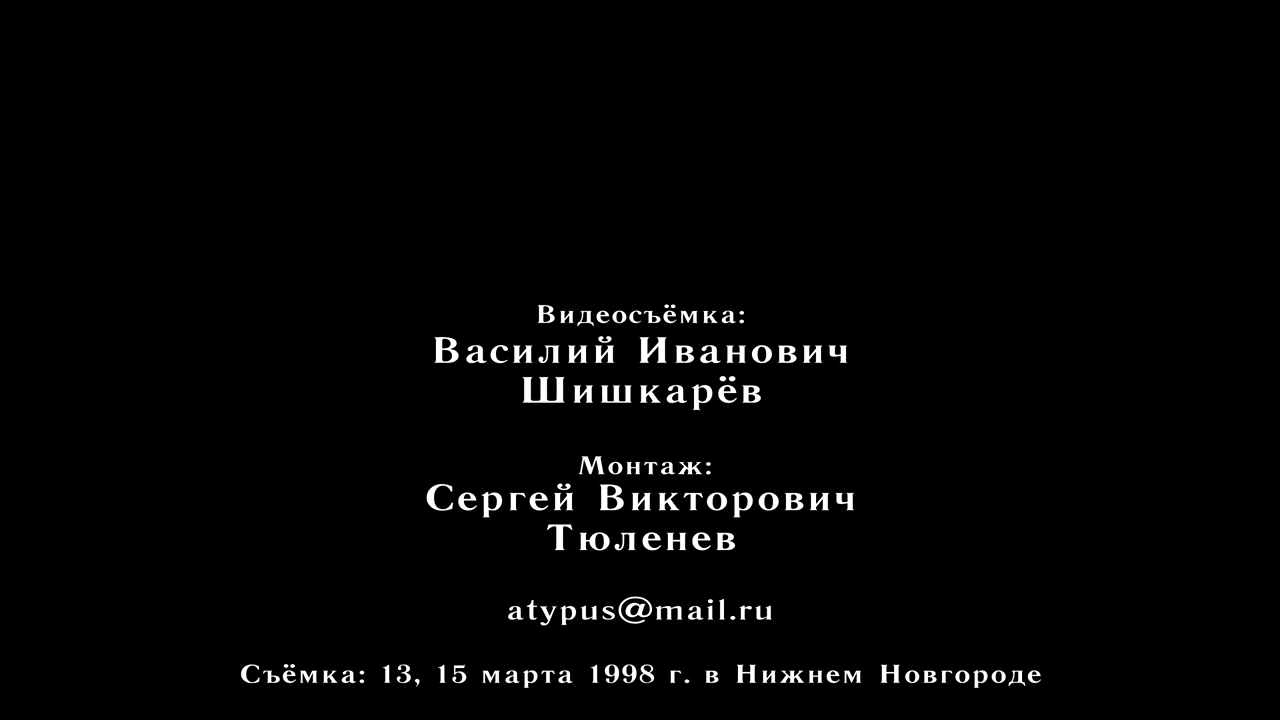 Видеосъёмка:
Василий Иванович
Шишкарёв
Монтаж:
Сергей Викторович
Тюленев
atypus@mail.ru
Съёмка: 13, 15 марта 1998 г. в Нижнем Новгороде